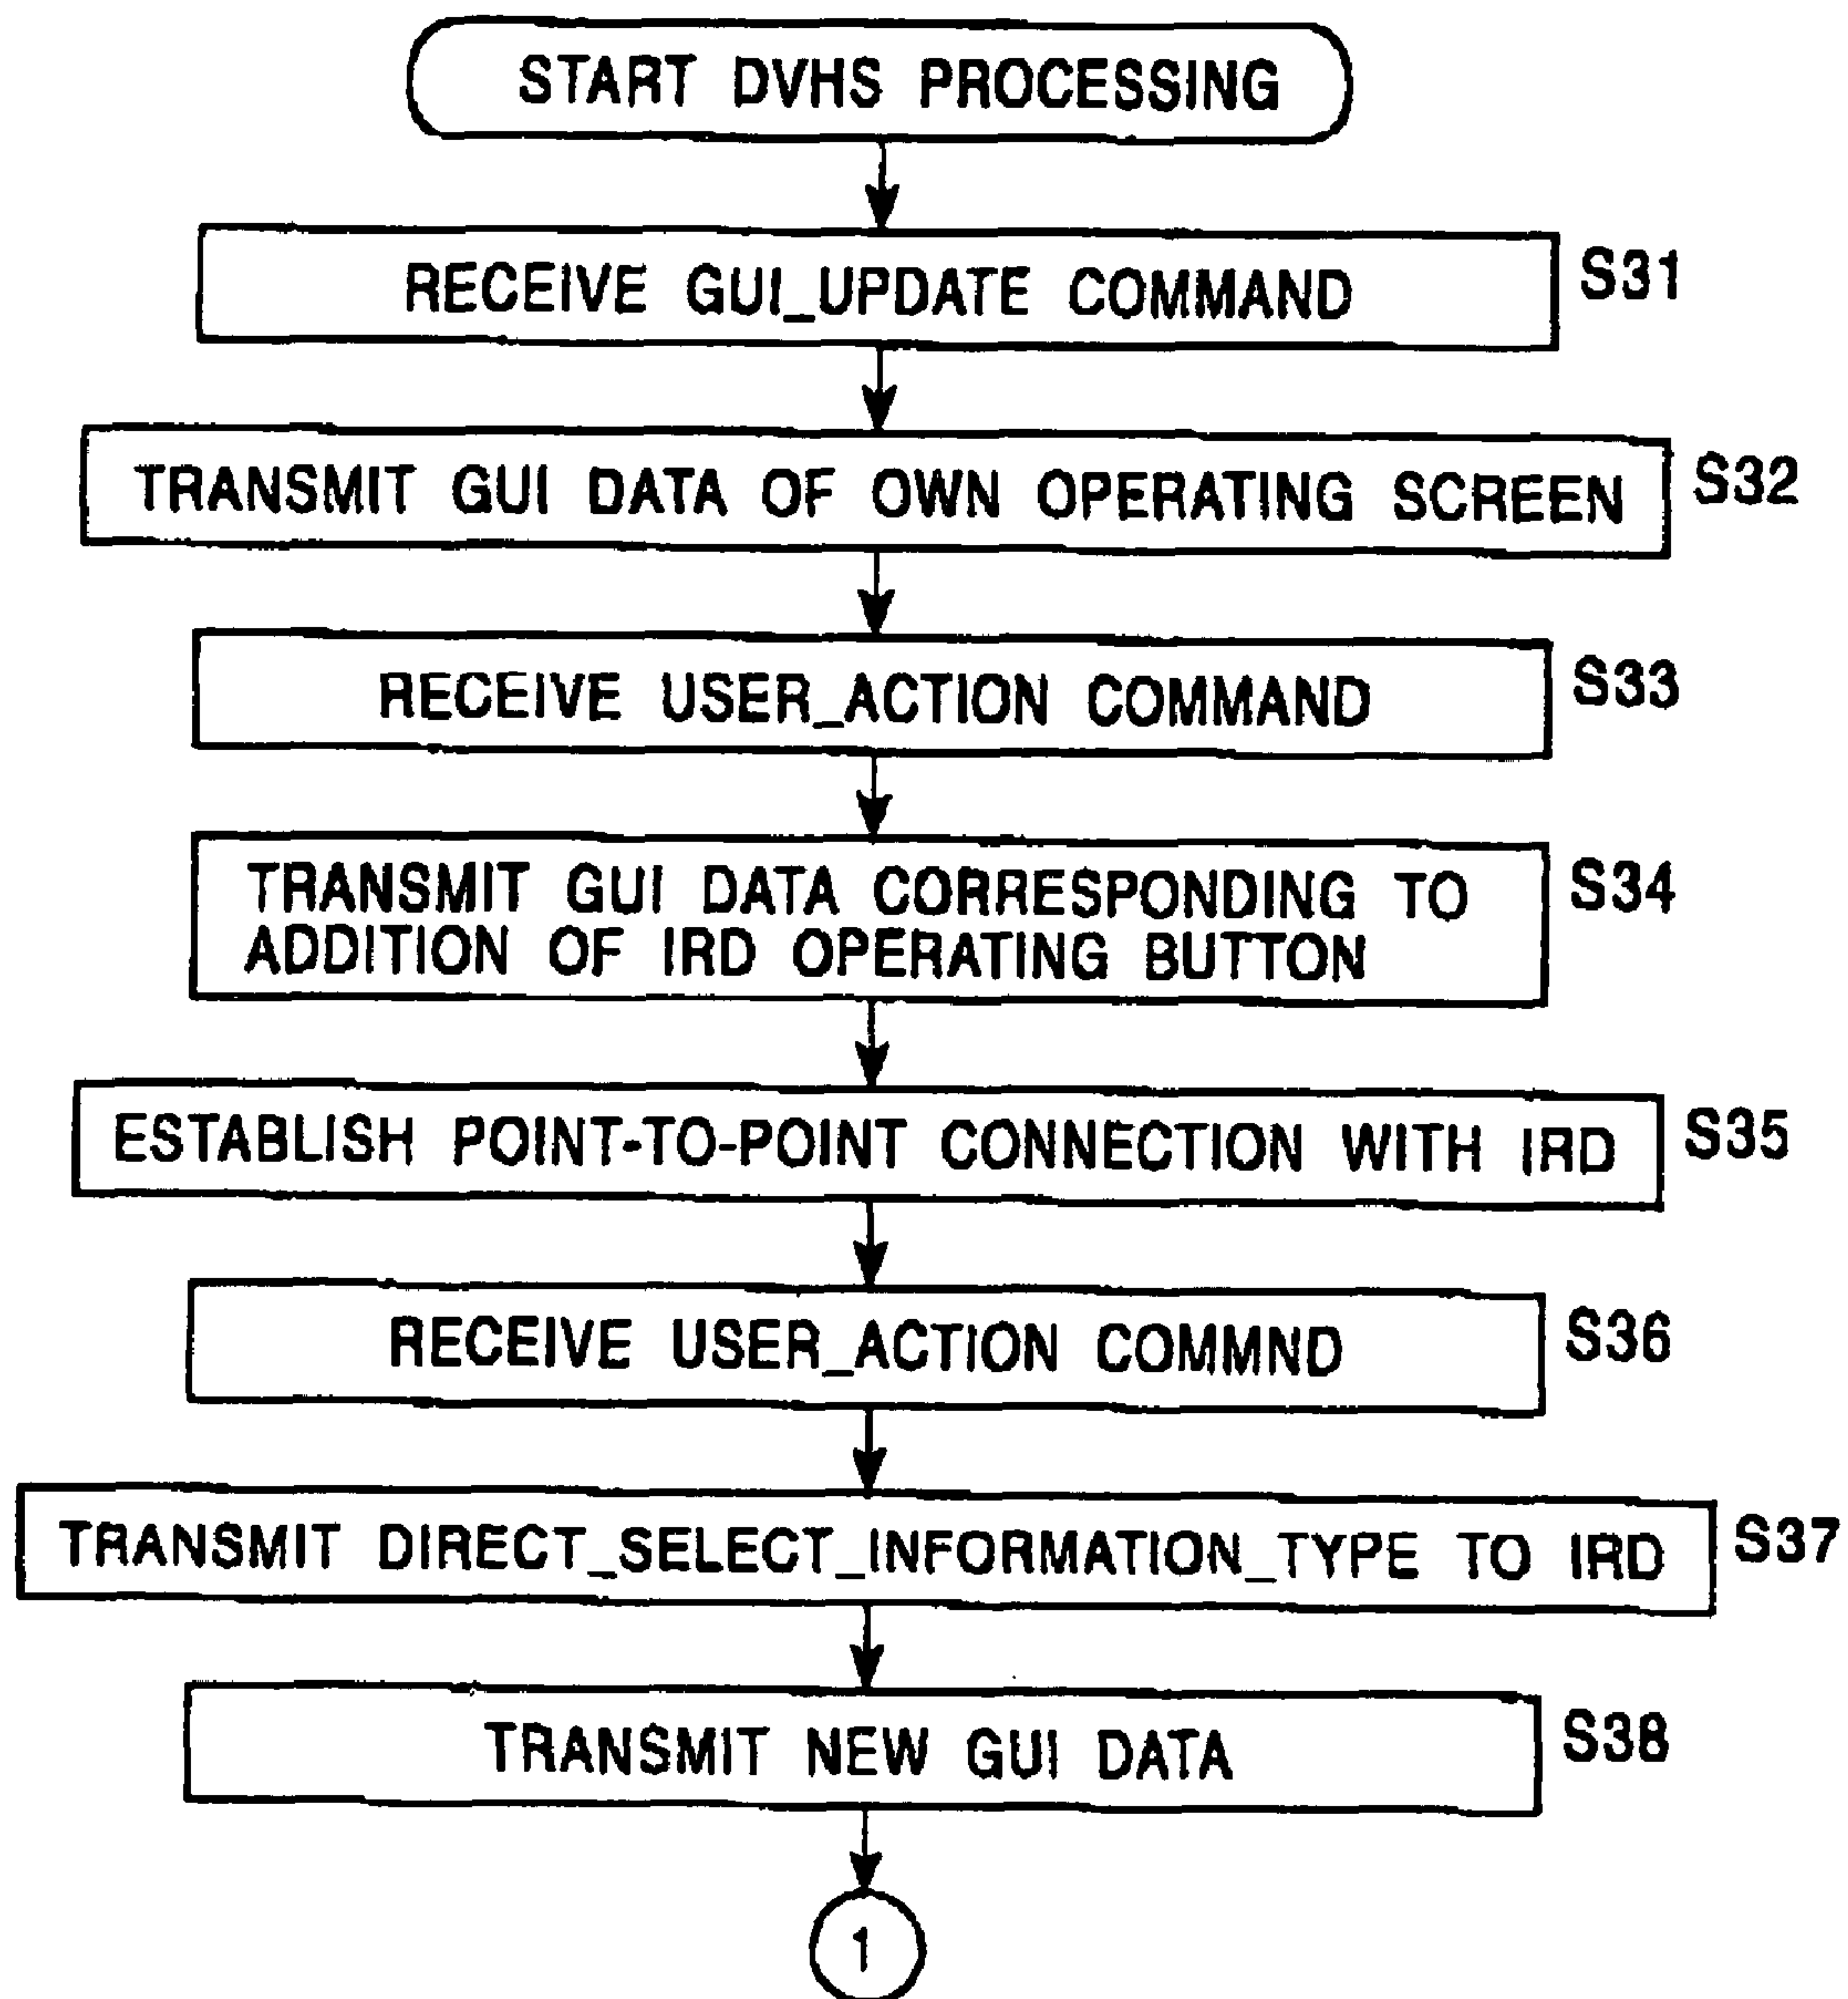 START DVHS PROCESSING
RECEIVE GUI_UPDATE COMMAND
S31
TRANSMIT GUI DATA OF OWN OPERATING SCREEN
S32
RECEIVE USER_ACTION COMMAND
S33
TRANSMIT GUI DATA CORRESPONDING TO
ADDITION OF IRD OPERATING BUTTON
S34
ESTABLISH POINT-TO-POINT CONNECTION WITH IRD
S35
RECEIVE USER_ACTION COMMND
S36
TRANSMIT DIRECT_SELECT_INFORMATION_TYPE TO IRD
S37
TRANSMIT NEW GUI DATA
S38
1